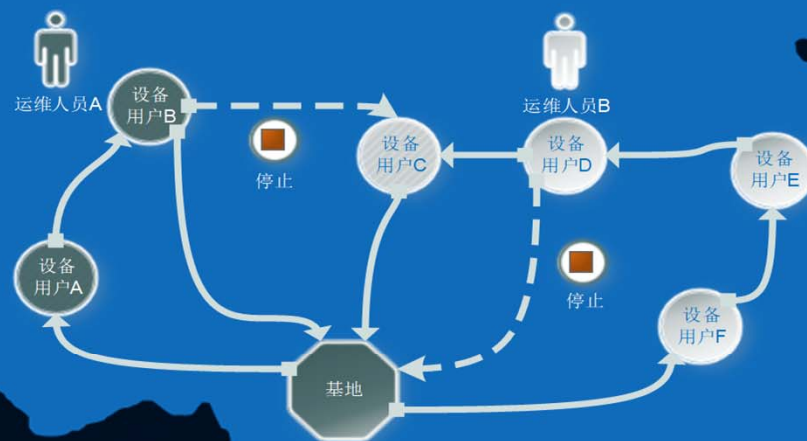 运维人员A
设备
用户B
运维人员B
停止
设备
用户C
设备
用户D
设备
用户E
设备
用户A
停止
设备
用户F
基地